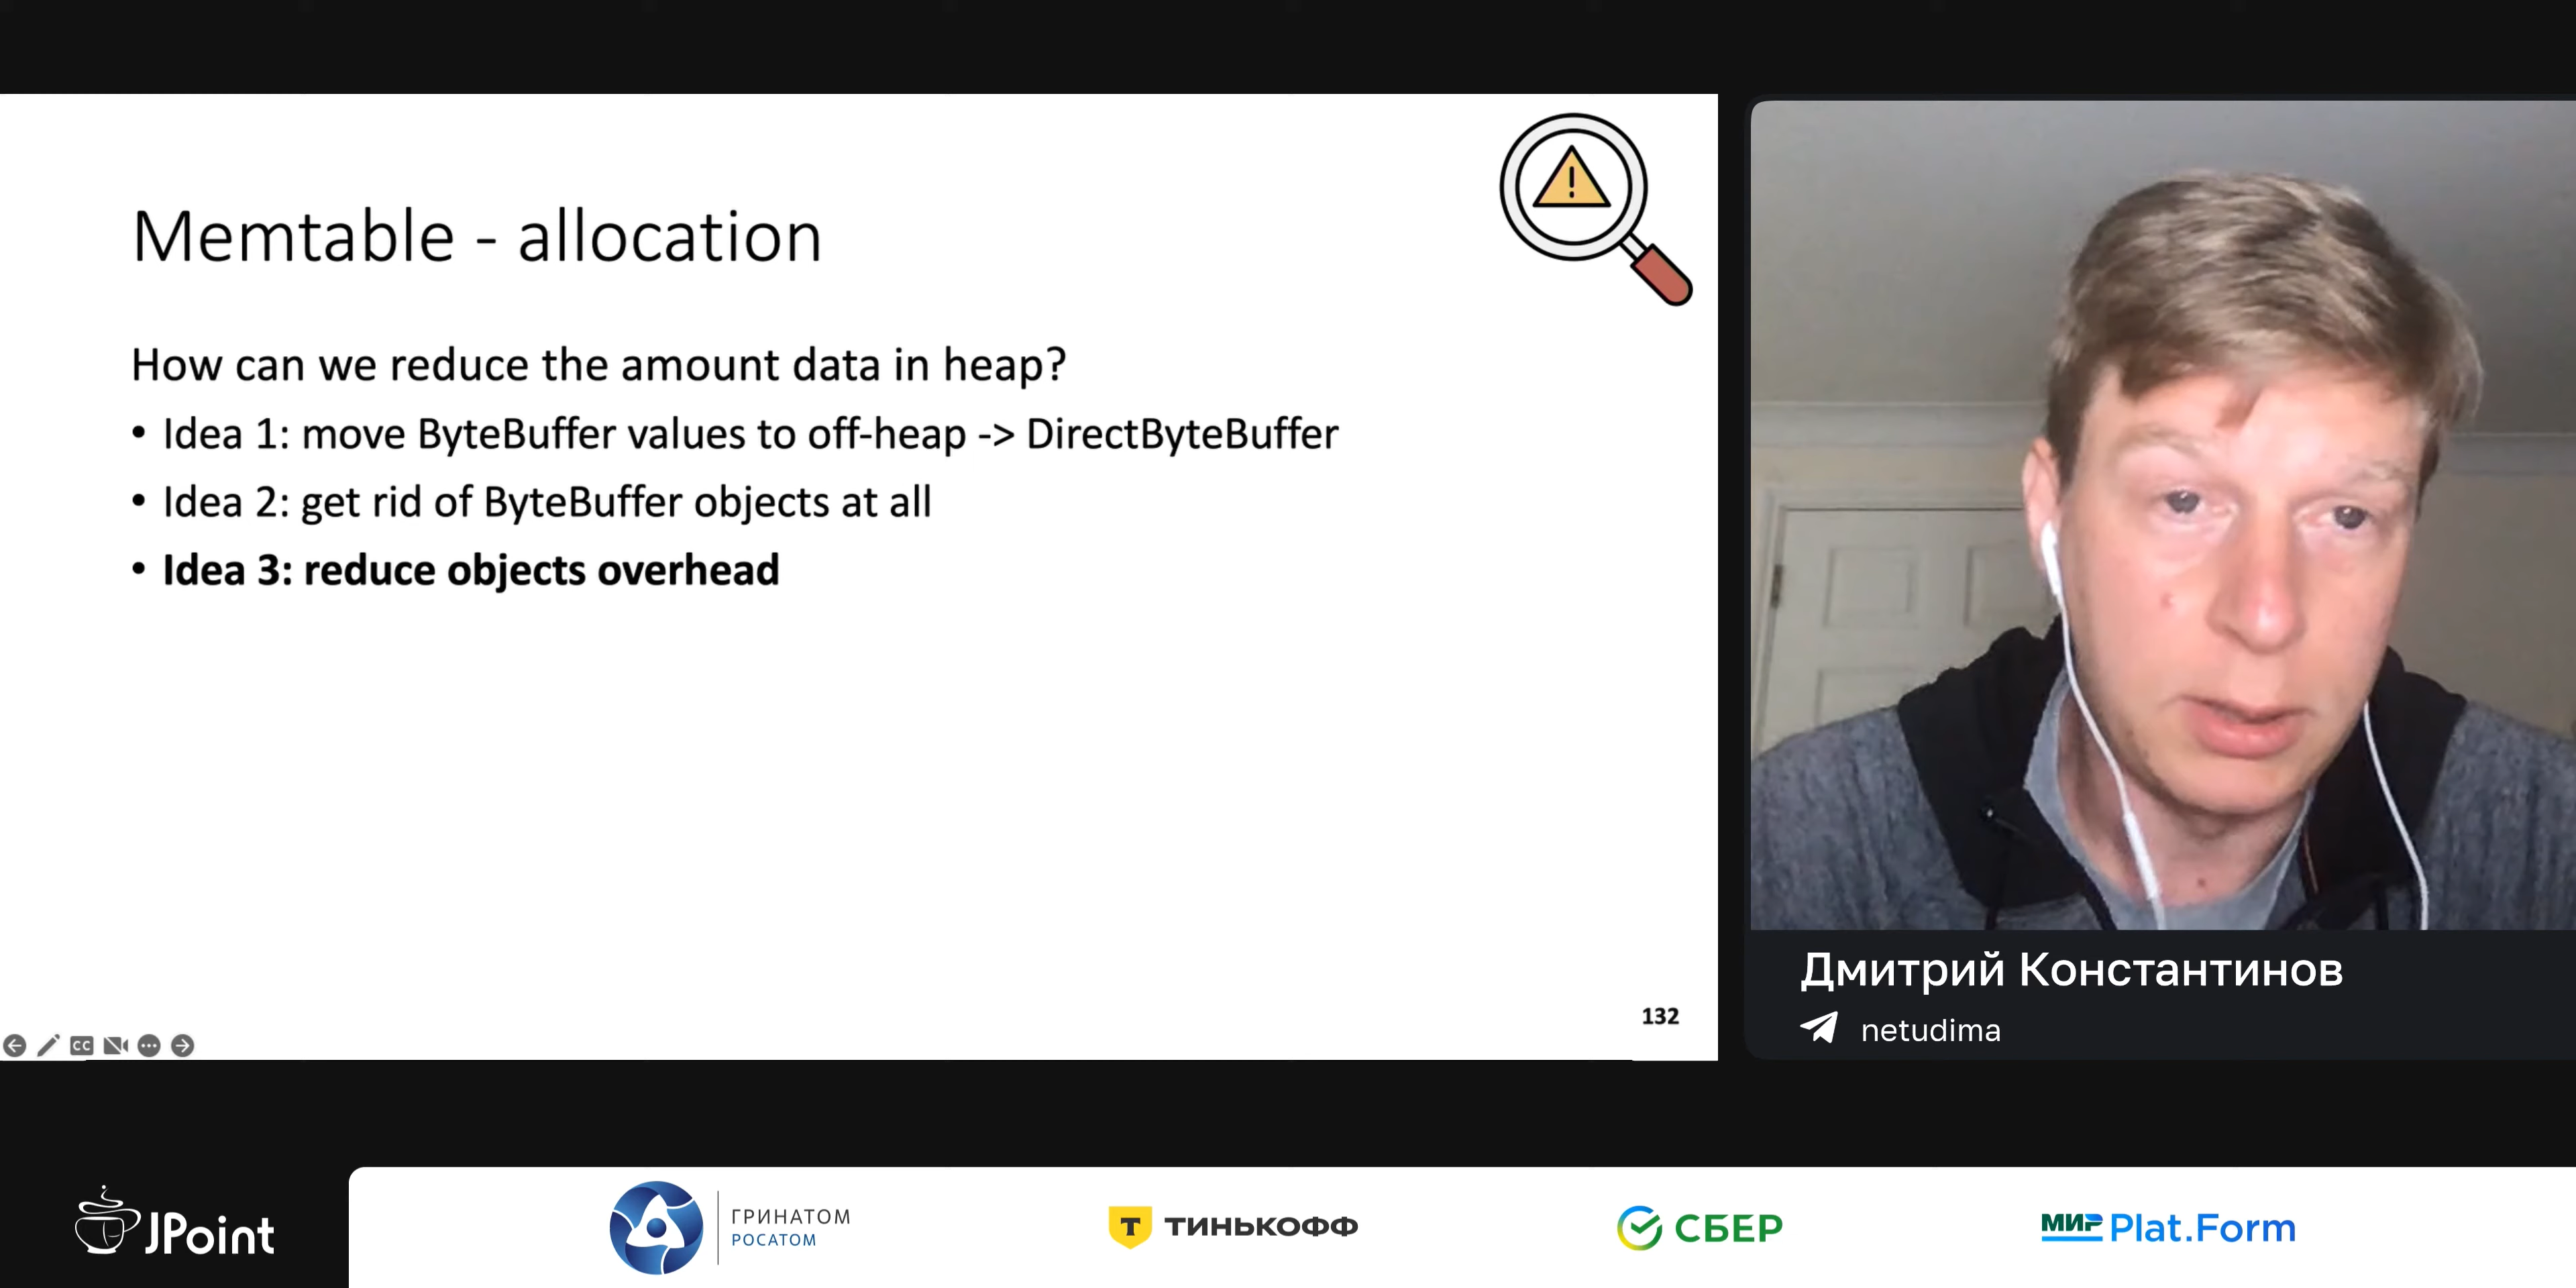 Memtable - allocation
How can we reduce the amount data in heap?
• Idea 1: move ByteBuffer values to off-heap -> DirectByteBuffer
• Idea 2: get rid of ByteBuffer objects at all
• Idea 3: reduce objects overhead
132
CC
Дмитрий Константинов
netudima
JPoint
ГРИНАТОМ
РОСАТОМ
Т ТИНЬКОФФ
СБЕР
МИР Plat.Form